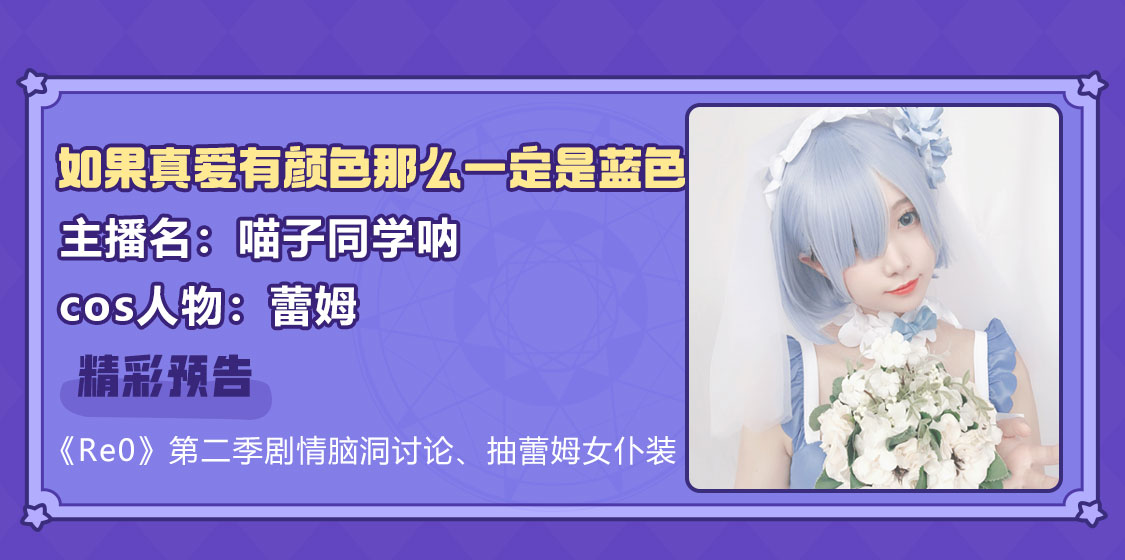 如果真爱有颜色那么一定是蓝色
主播名：喵子同学呐
cos人物：蕾姆
精彩预告
《Re0》第二季剧情脑洞讨论、抽蕾姆女仆装